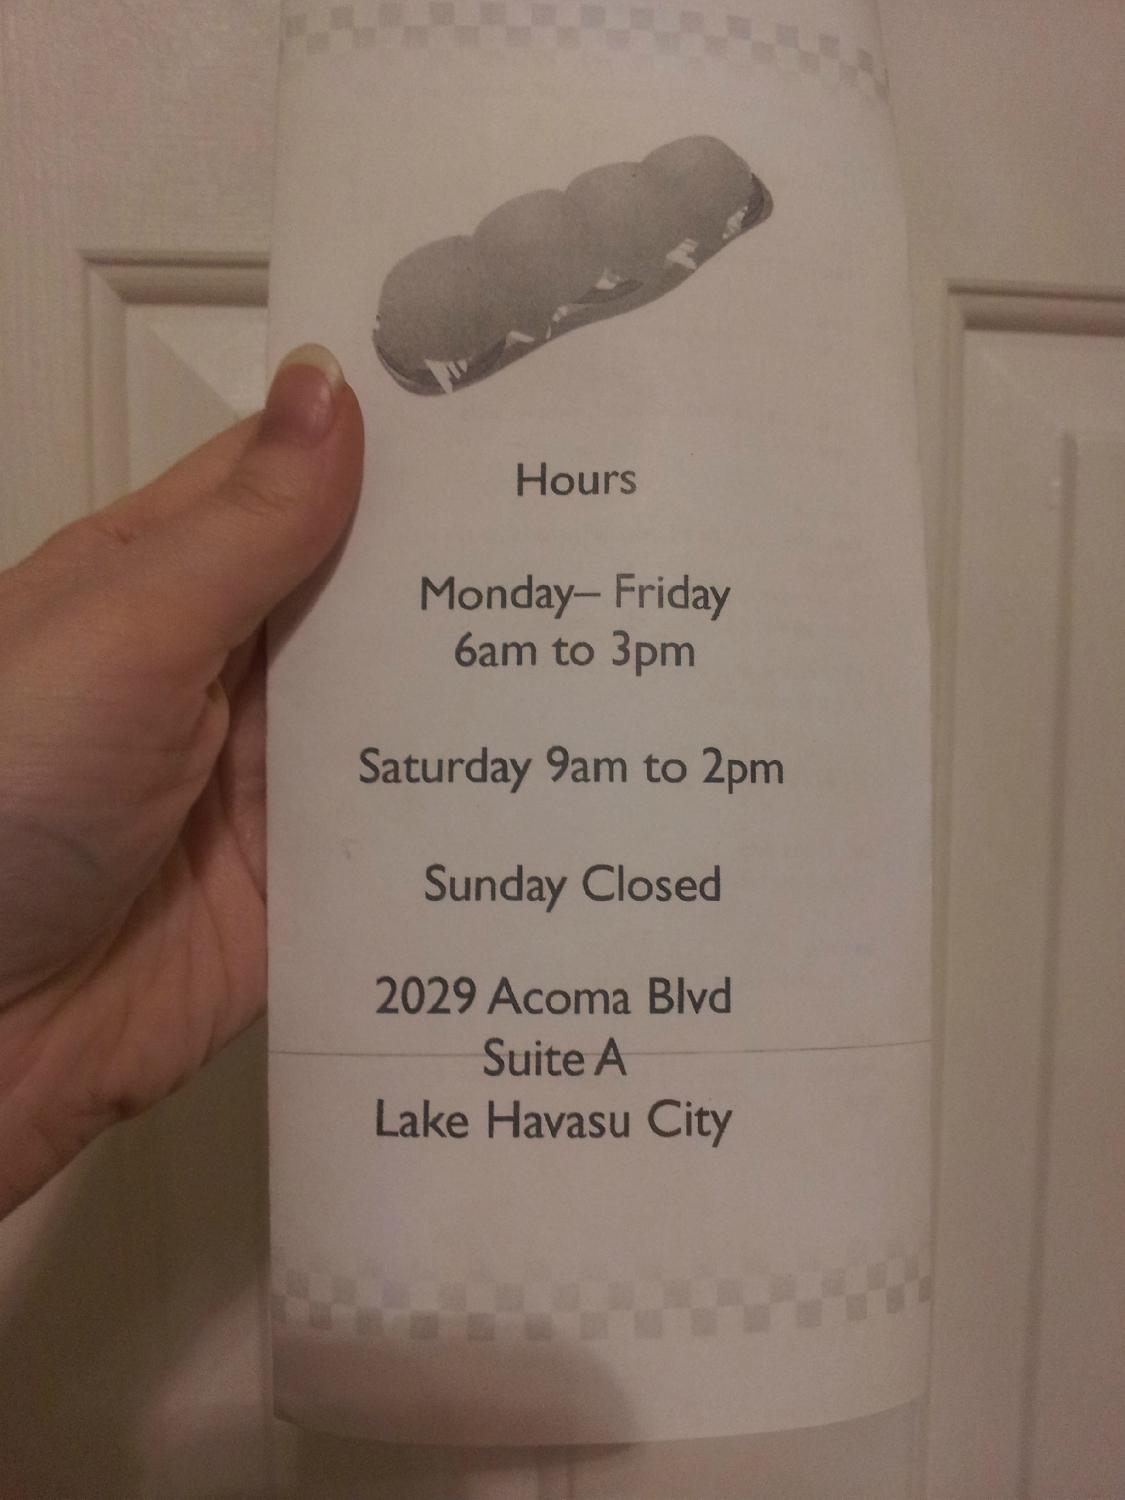 Hours
Monday– Friday
6am to 3pm
Saturday 9am to 2pm
Sunday Closed
2029 Acoma Blvd
Suite A
Lake Havasu City